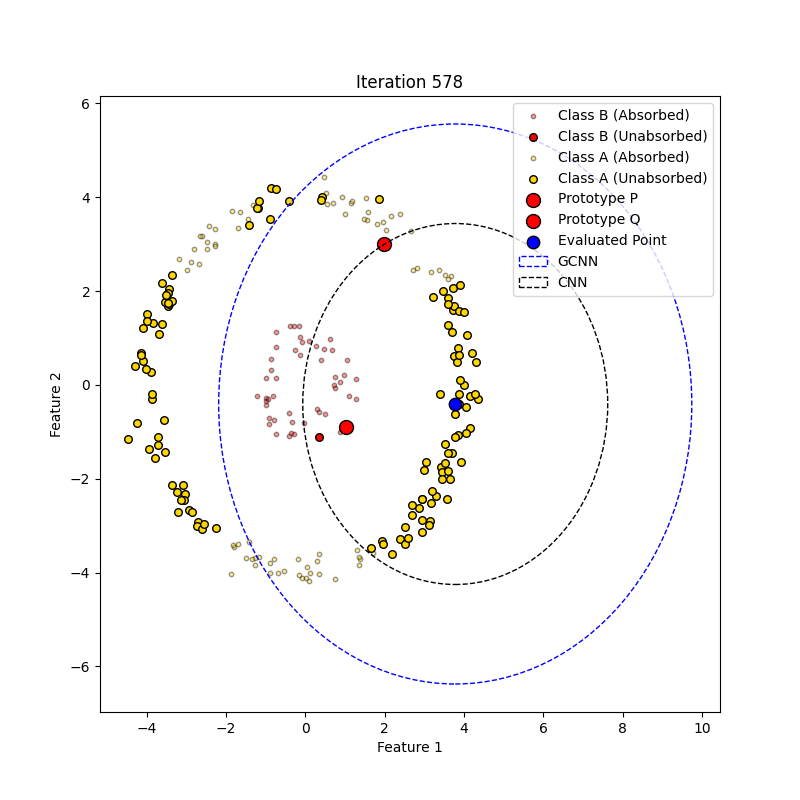 Iteration 578
Class B (Absorbed)
Class B (Unabsorbed)
Class A (Absorbed)
Class A (Unabsorbed)
Prototype P
Prototype Q
Evaluated Point
GCNN
CNN
6
4
2
0
−2
−4
−6
Feature 2
−4
−2
0
2
4
6
8
10
Feature 1